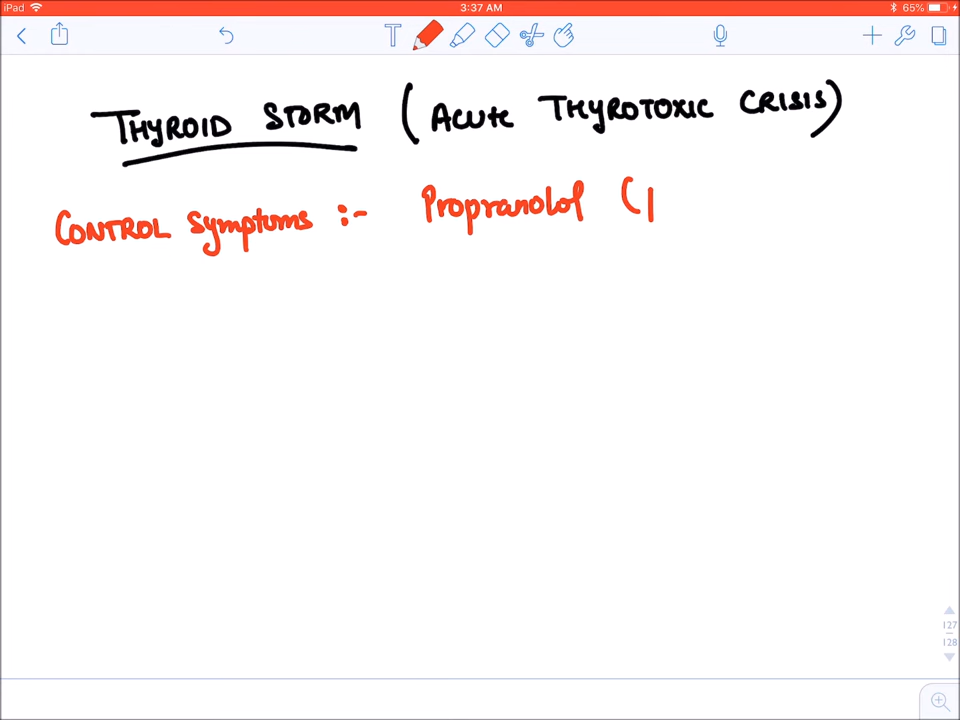 iPad 3:37 AM 65%
T
THYROID STORM (ACUTE THYROTOXIC CRISIS)
CONTROL Symptoms :- Propranolol (
127
128